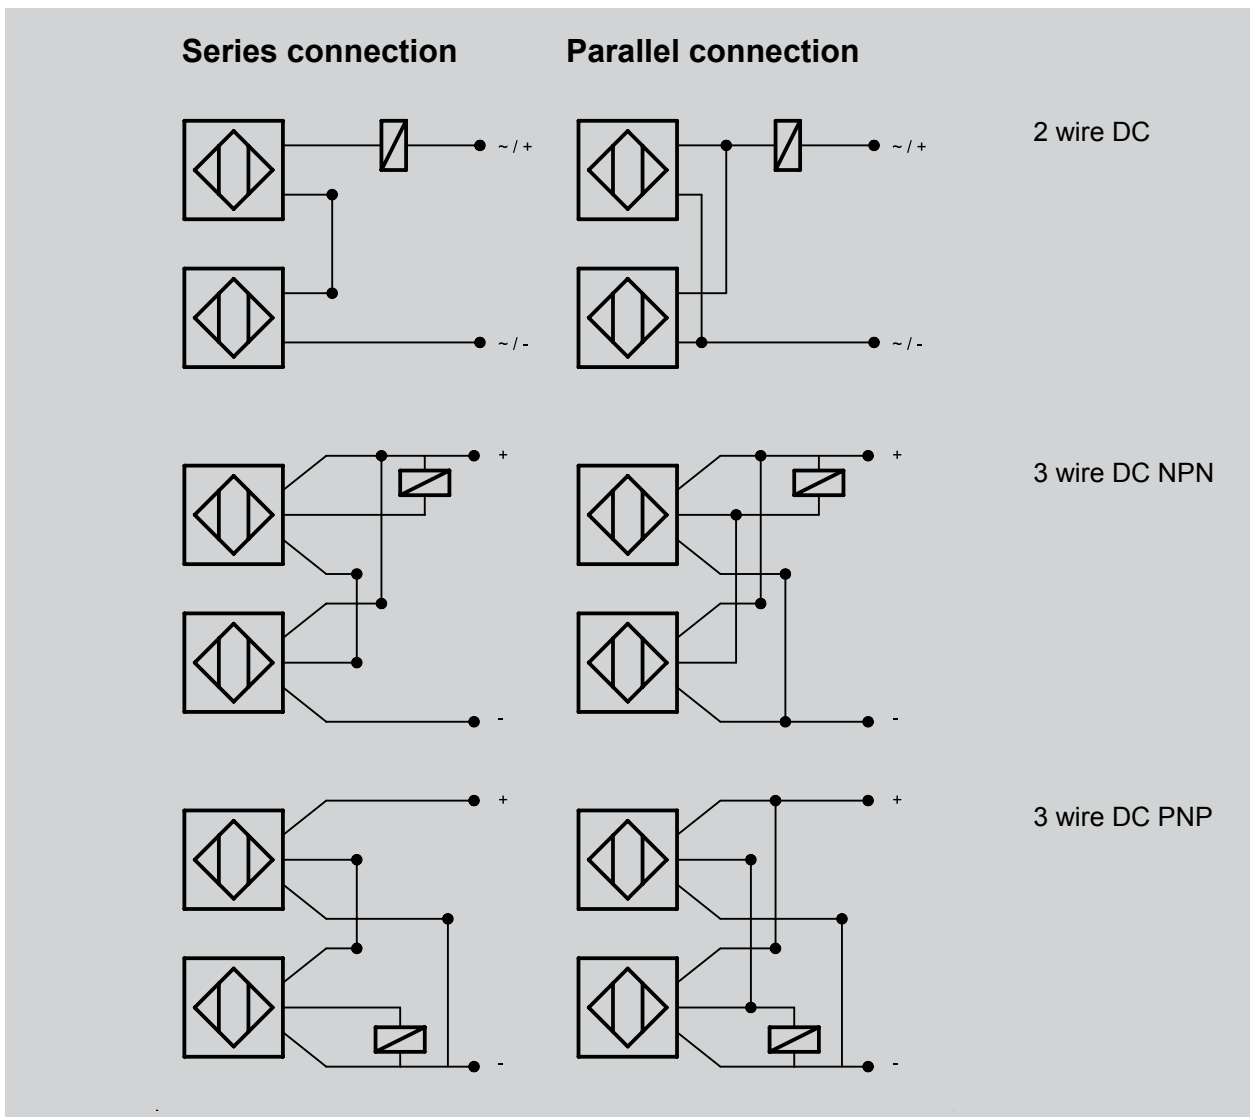 Series connection
Parallel connection
~ / +
~ / +
2 wire DC
~ / -
~ / -
+
+
3 wire DC NPN
-
-
+
+
3 wire DC PNP
-
-